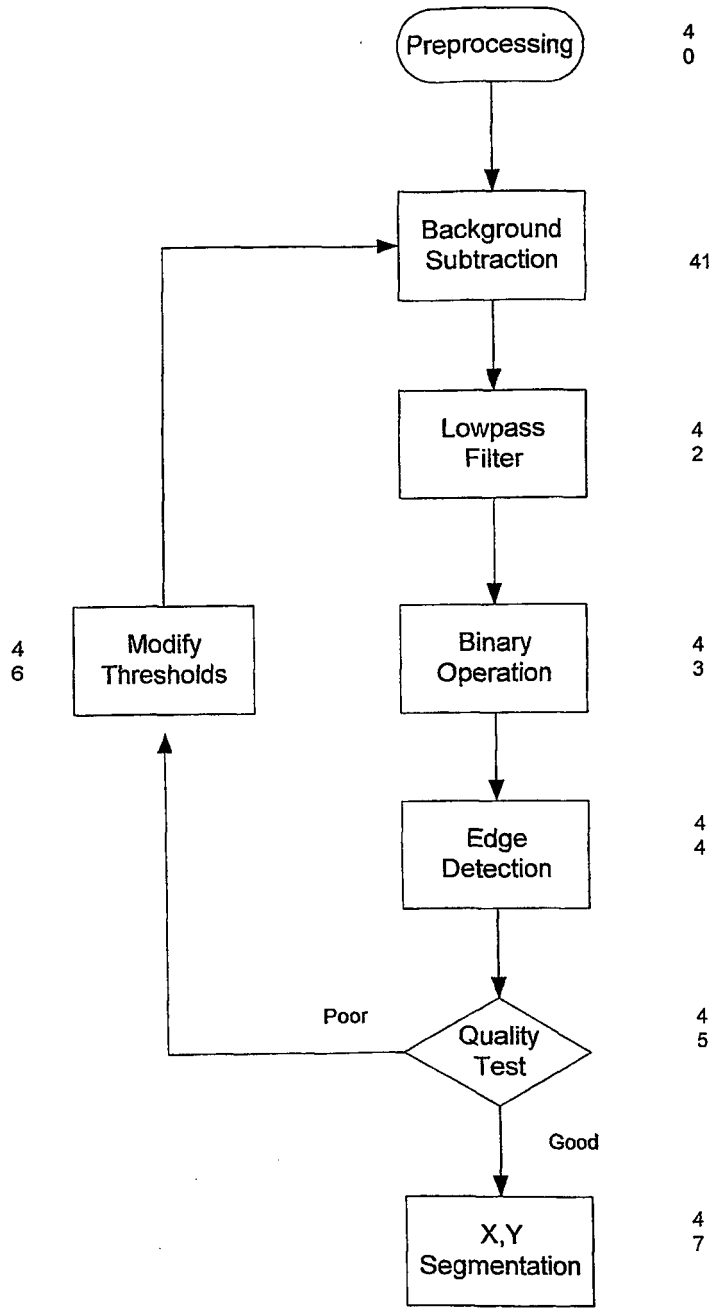 Preprocessing
4
0
Background
Subtraction
41
Lowpass
Filter
4
2
Modify
Thresholds
4
6
Binary
Operation
4
3
Edge
Detection
4
4
Poor
Quality
Test
4
5
Good
X,Y
Segmentation
4
7